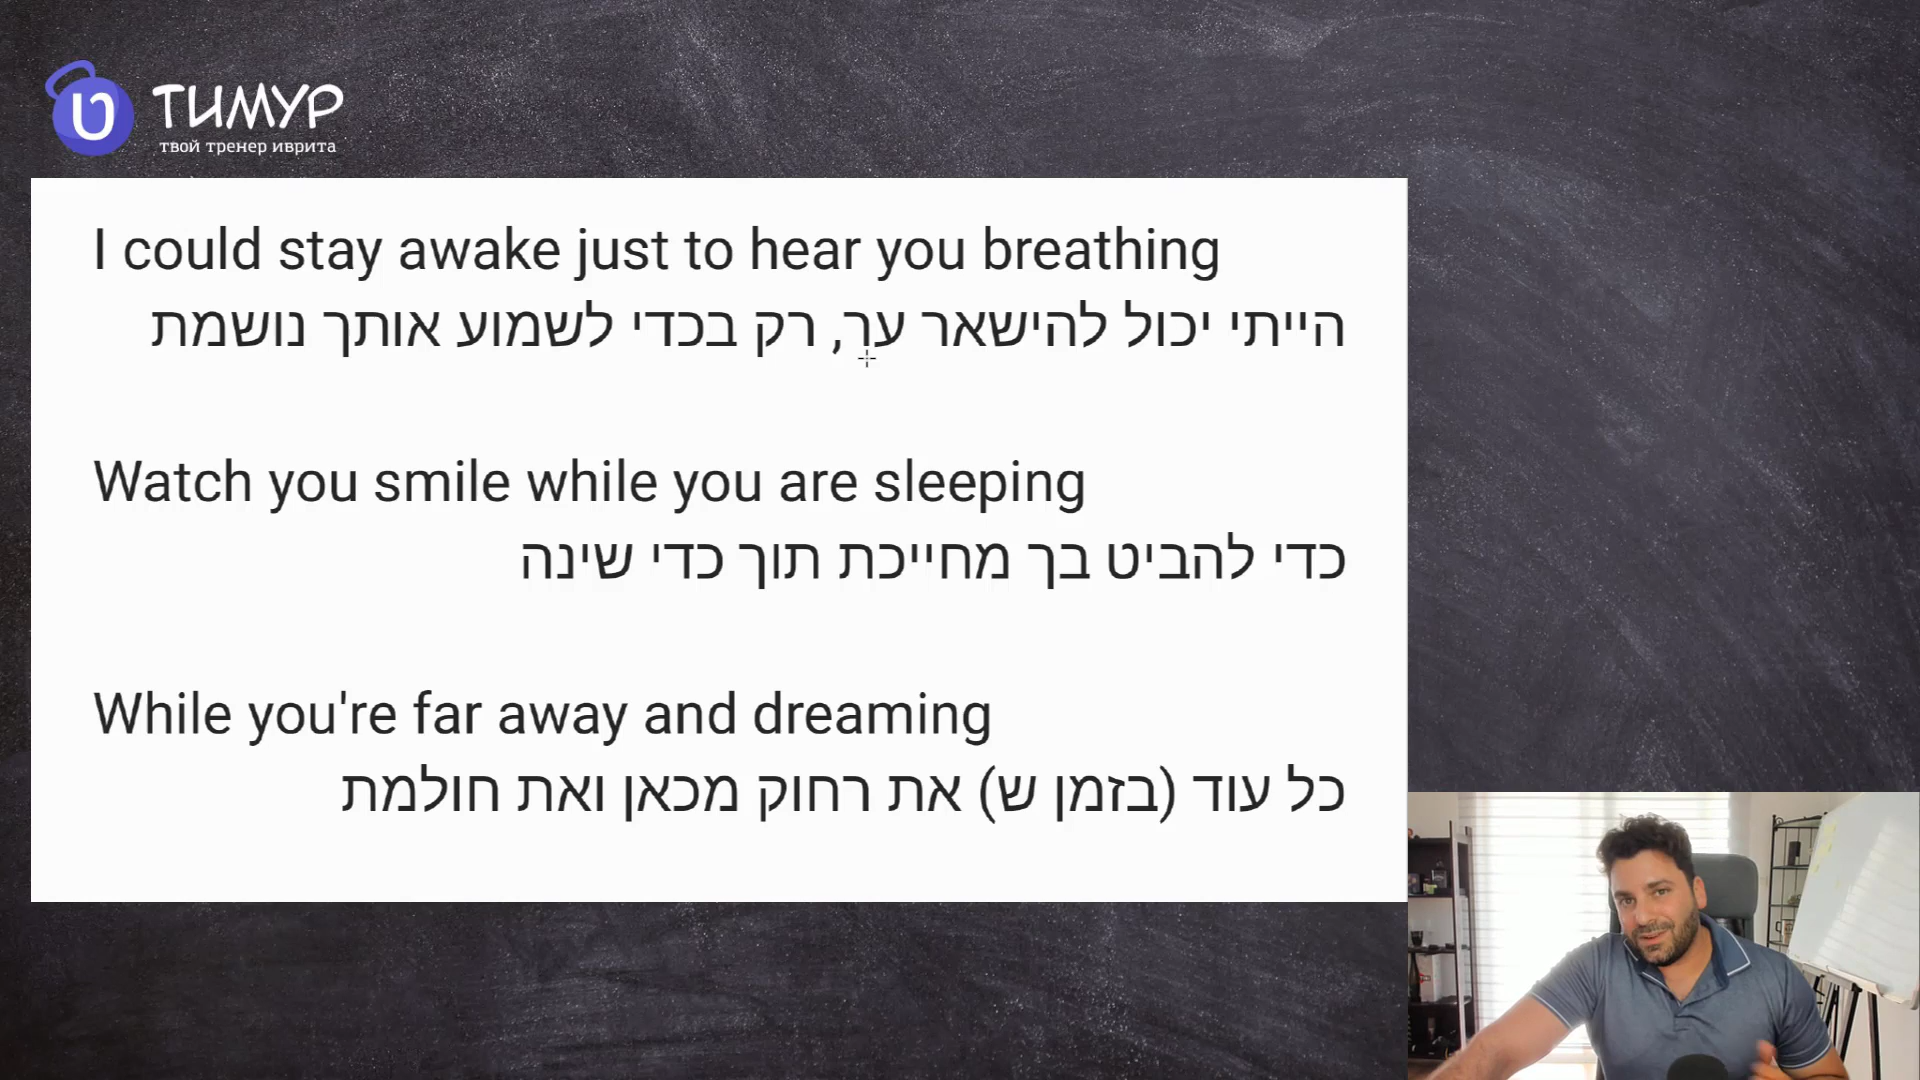 ТИМУР
твой тренер иврита
I could stay awake just to hear you breathing
הייתי יכול להישאר ער, רק בכדי לשמוע אותך נושמת
Watch you smile while you are sleeping
כדי להביט בך מחייכת תוך כדי שינה
While you're far away and dreaming
כל עוד (בזמן ש) את רחוק מכאן ואת חולמת